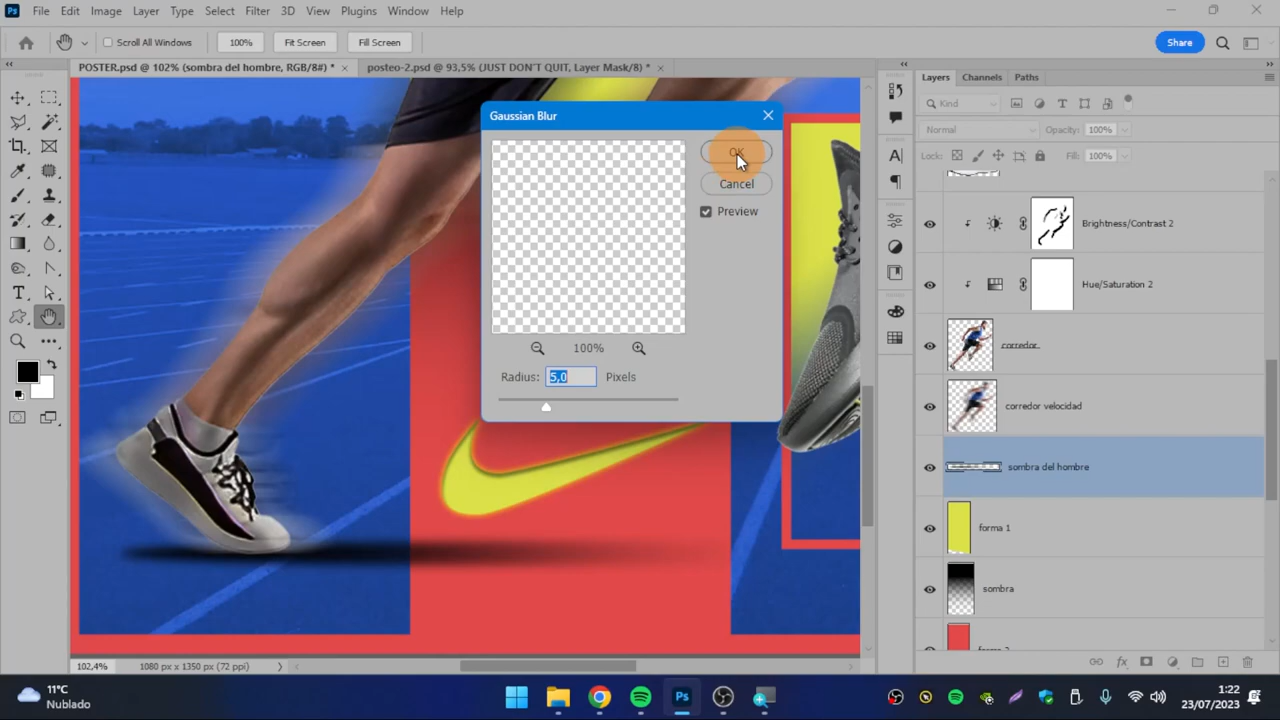 Ps File Edit Image Layer Type Select Filter 3D View Plugins Window Help
Scroll All Windows 100% Fit Screen Fill Screen Share
POSTER.psd @ 102% (sombra del hombre, RGB/8#) * × posteo-2.psd @ 93,5% (JUST DON'T QUIT, Layer Mask/8) * ×
Layers Channels Paths
Kind
Normal Opacity: 100%
Lock: Fill: 100%
Gaussian Blur
OK
Cancel
Preview
100%
Radius: 5,0 Pixels
Brightness/Contrast 2
Hue/Saturation 2
corredor
corredor velocidad
sombra del hombre
forma 1
sombra
forma 2
102,4% 1080 px x 1350 px (72 ppi)
11°C
Nublado
Ps
1:22
23/07/2023